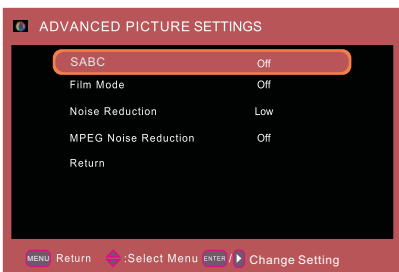 ADVANCED PICTURE SETTINGS
SABC Off
Film Mode Off
Noise Reduction Low
MPEG Noise Reduction Off
Return
MENU Return :Select Menu ENTER / Change Setting